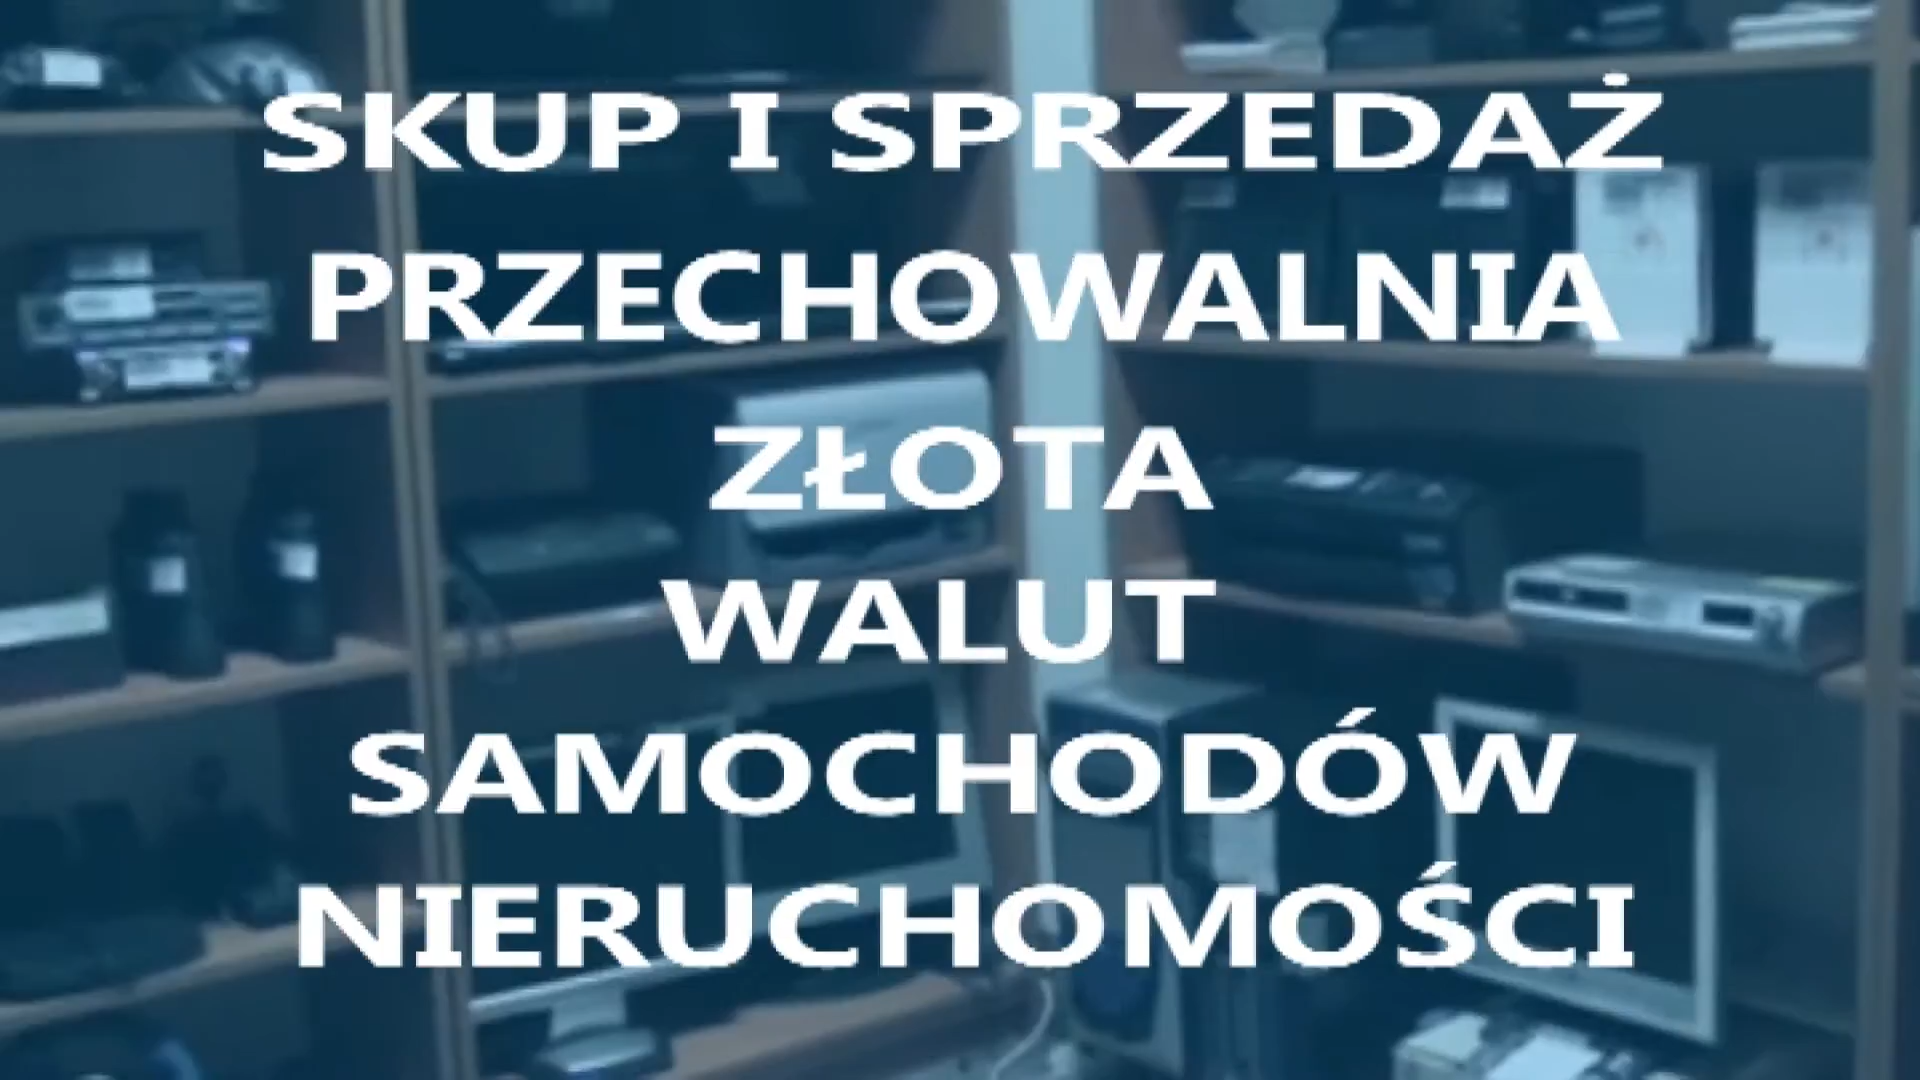 SKUP I SPRZEDAŻ
PRZECHOWALNIA
ZŁOTA
WALUT
SAMOCHODÓW
NIERUCHOMOŚCI